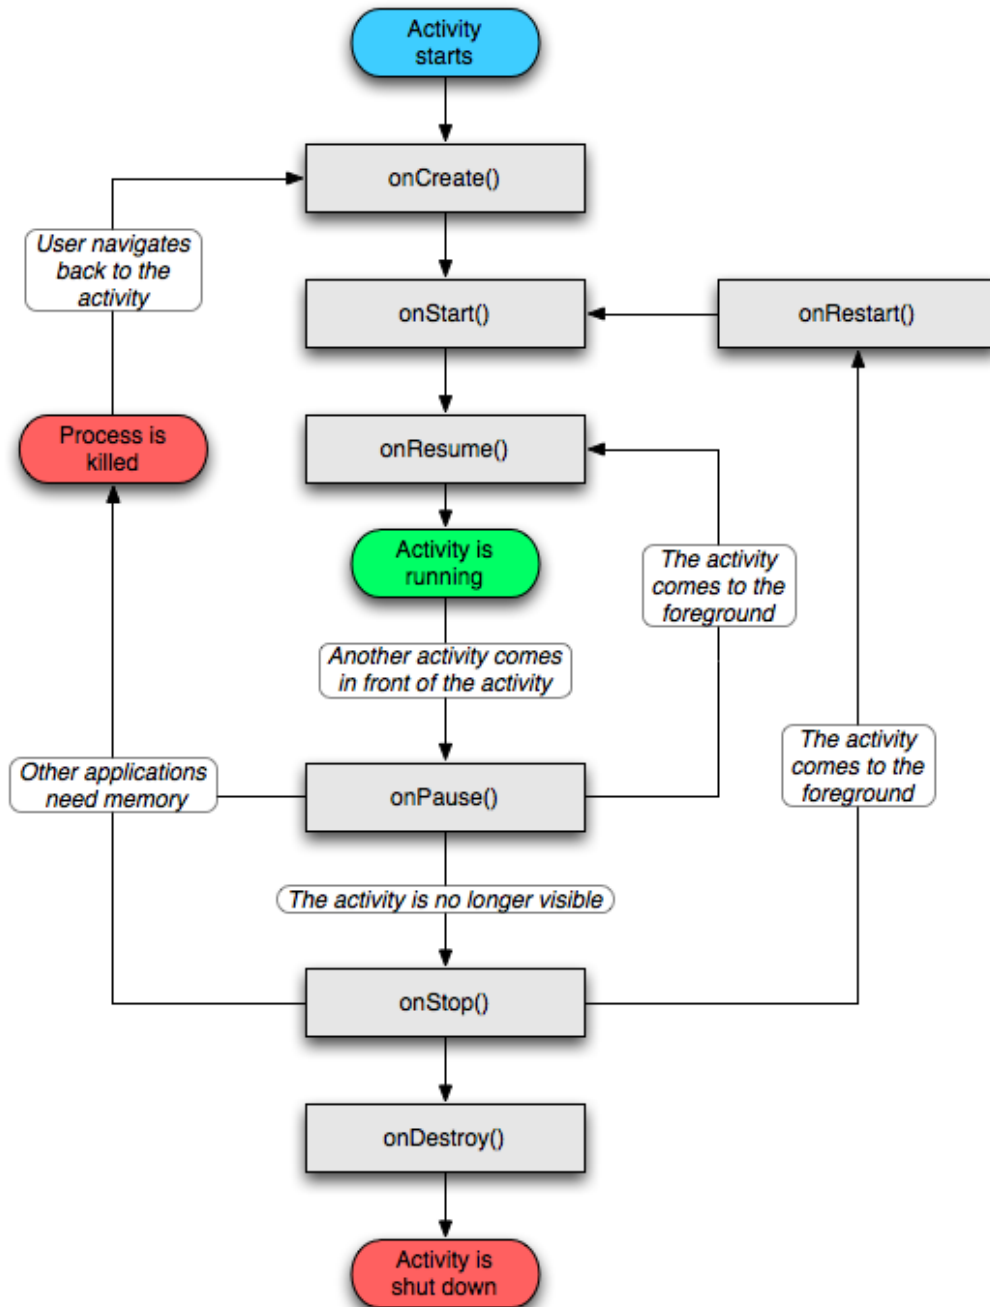 Activity
starts
onCreate()
User navigates
back to the
activity
onStart()
onRestart()
Process is
killed
onResume()
Activity is
running
The activity
comes to the
foreground
Another activity comes
in front of the activity
The activity
comes to the
foreground
Other applications
need memory
onPause()
The activity is no longer visible
onStop()
onDestroy()
Activity is
shut down